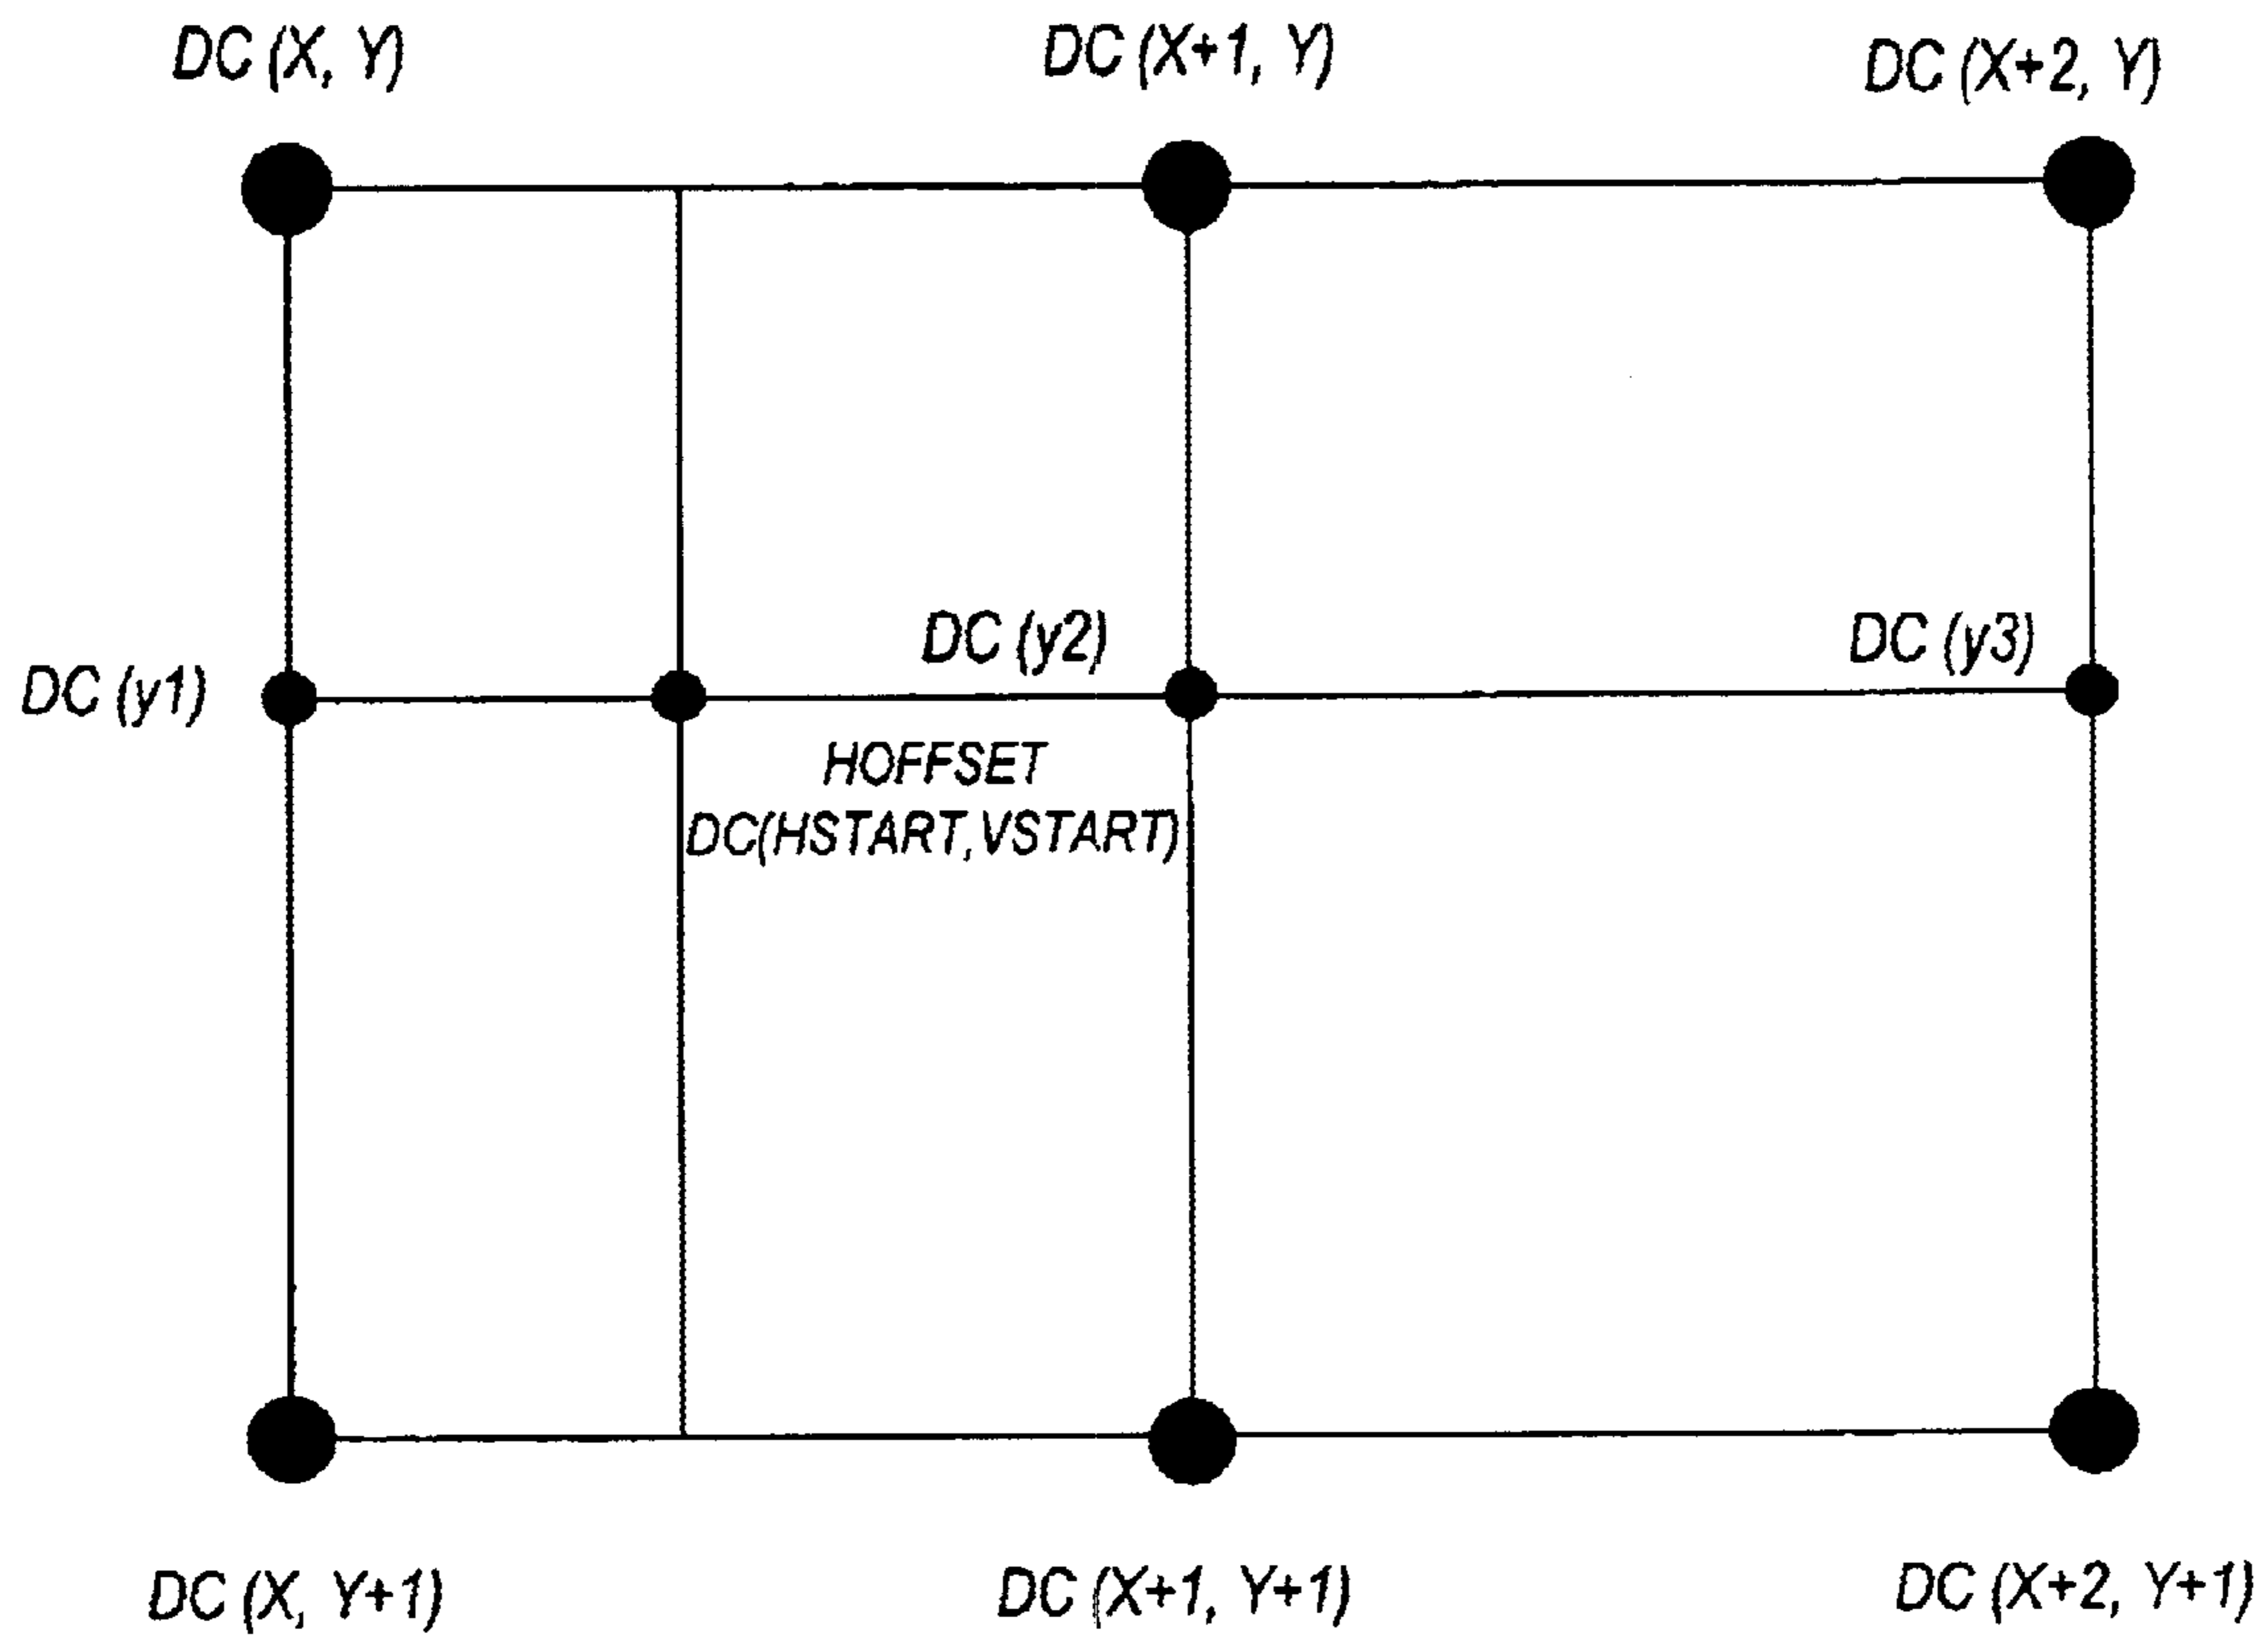 DC (X, Y)
DC (X+1, Y)
DC (X+2, Y)
DC (y1)
DC (y2)
DC (y3)
HOFFSET
DC(HSTART,VSTART)
DC (X, Y+1)
DC (X+1, Y+1)
DC (X+2, Y+1)